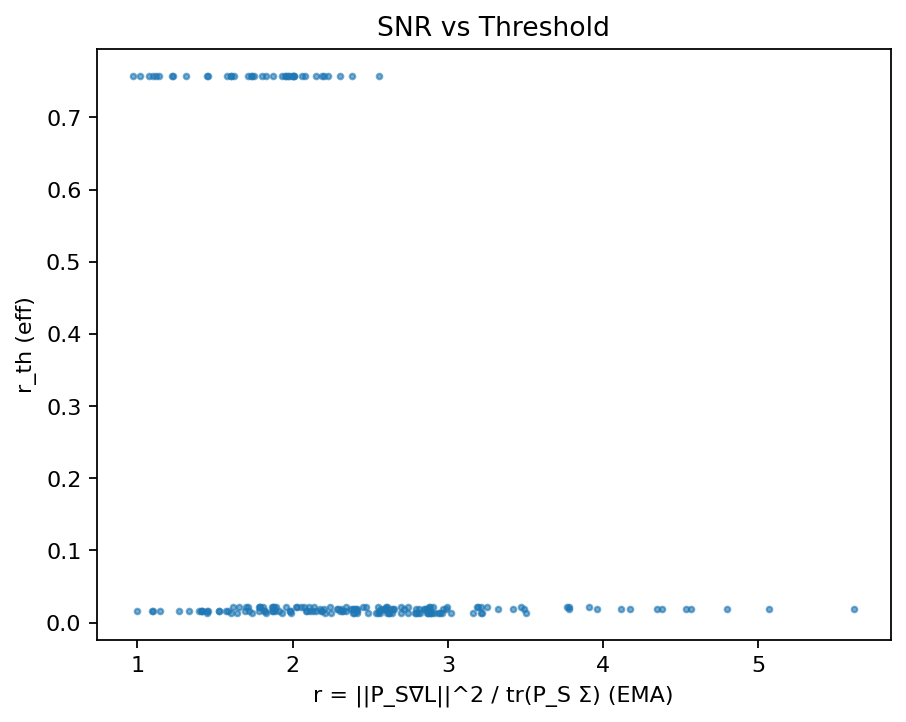 SNR vs Threshold
r_th (eff)
0.7
0.6
0.5
0.4
0.3
0.2
0.1
0.0
1 2 3 4 5
r = ||P_S∇L||^2 / tr(P_S Σ) (EMA)